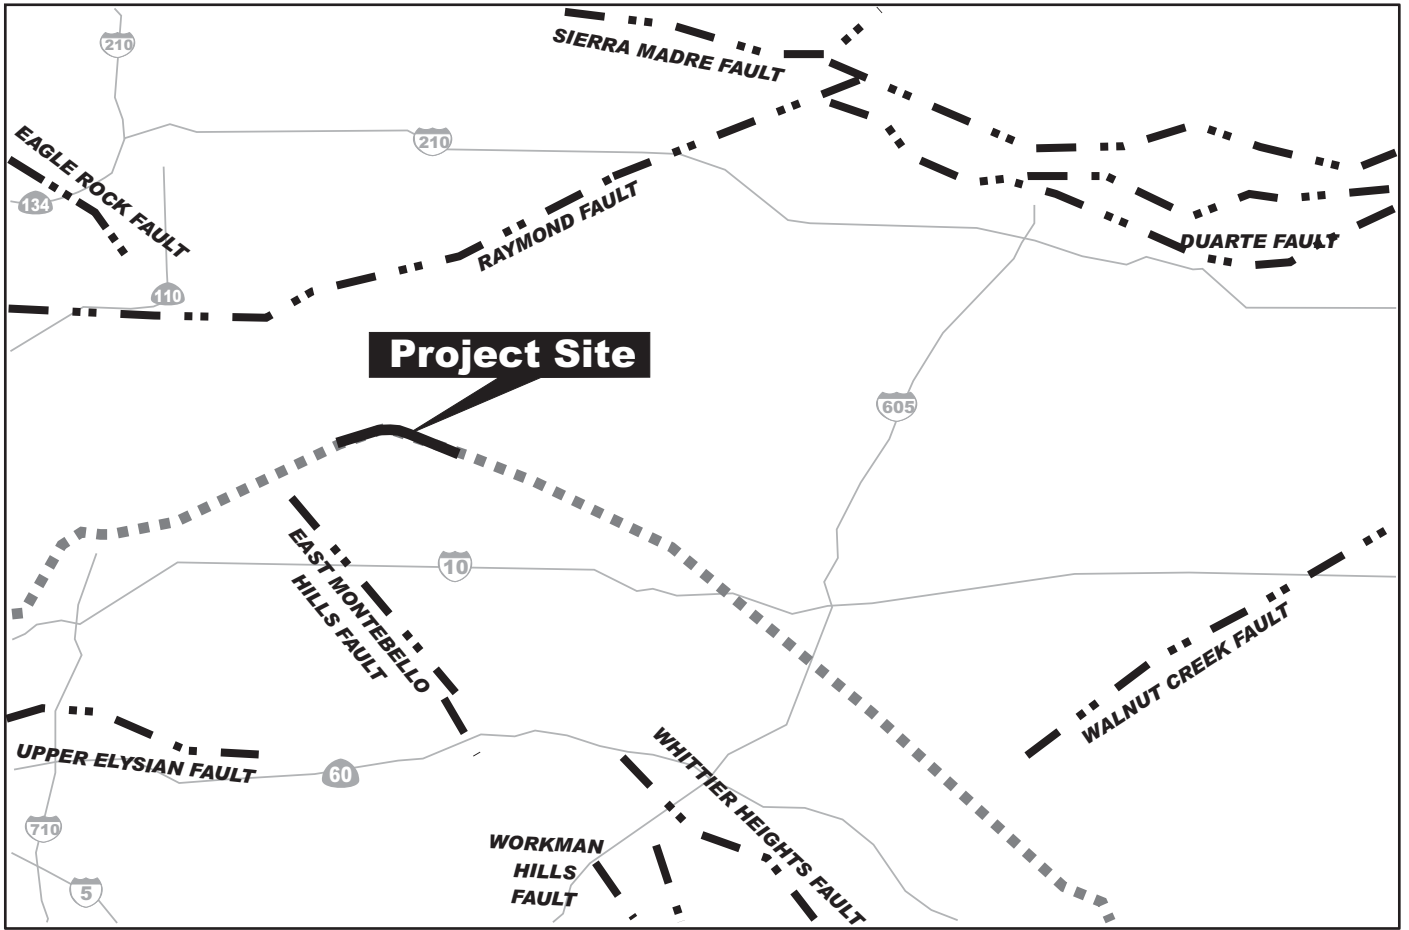 210
SIERRA MADRE FAULT
EAGLE ROCK FAULT
210
134
RAYMOND FAULT
DUARTE FAULT
110
Project Site
605
EAST MONTEBELLO
HILLS FAULT
10
WALNUT CREEK FAULT
UPPER ELYSIAN FAULT
60
WHITTIER HEIGHTS FAULT
710
WORKMAN
HILLS
FAULT
5